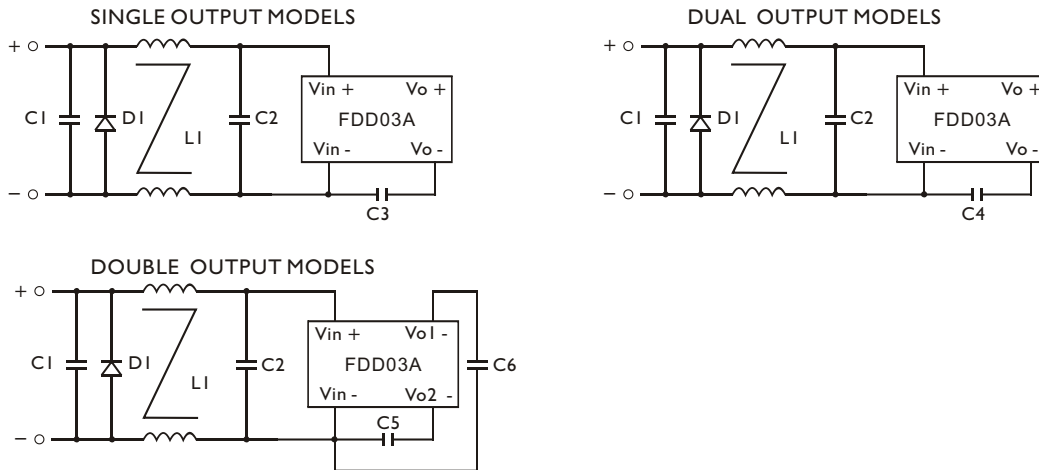 SINGLE OUTPUT MODELS
+
C1
D1
L1
C2
Vin +
Vo +
FDD03A
Vin -
Vo -
−
C3
DUAL OUTPUT MODELS
+
C1
D1
L1
C2
Vin +
Vo +
FDD03A
Vin -
Vo -
−
C4
DOUBLE OUTPUT MODELS
+
C1
D1
L1
C2
Vin +
Vo1 -
FDD03A
C6
Vin -
Vo2 -
C5
−